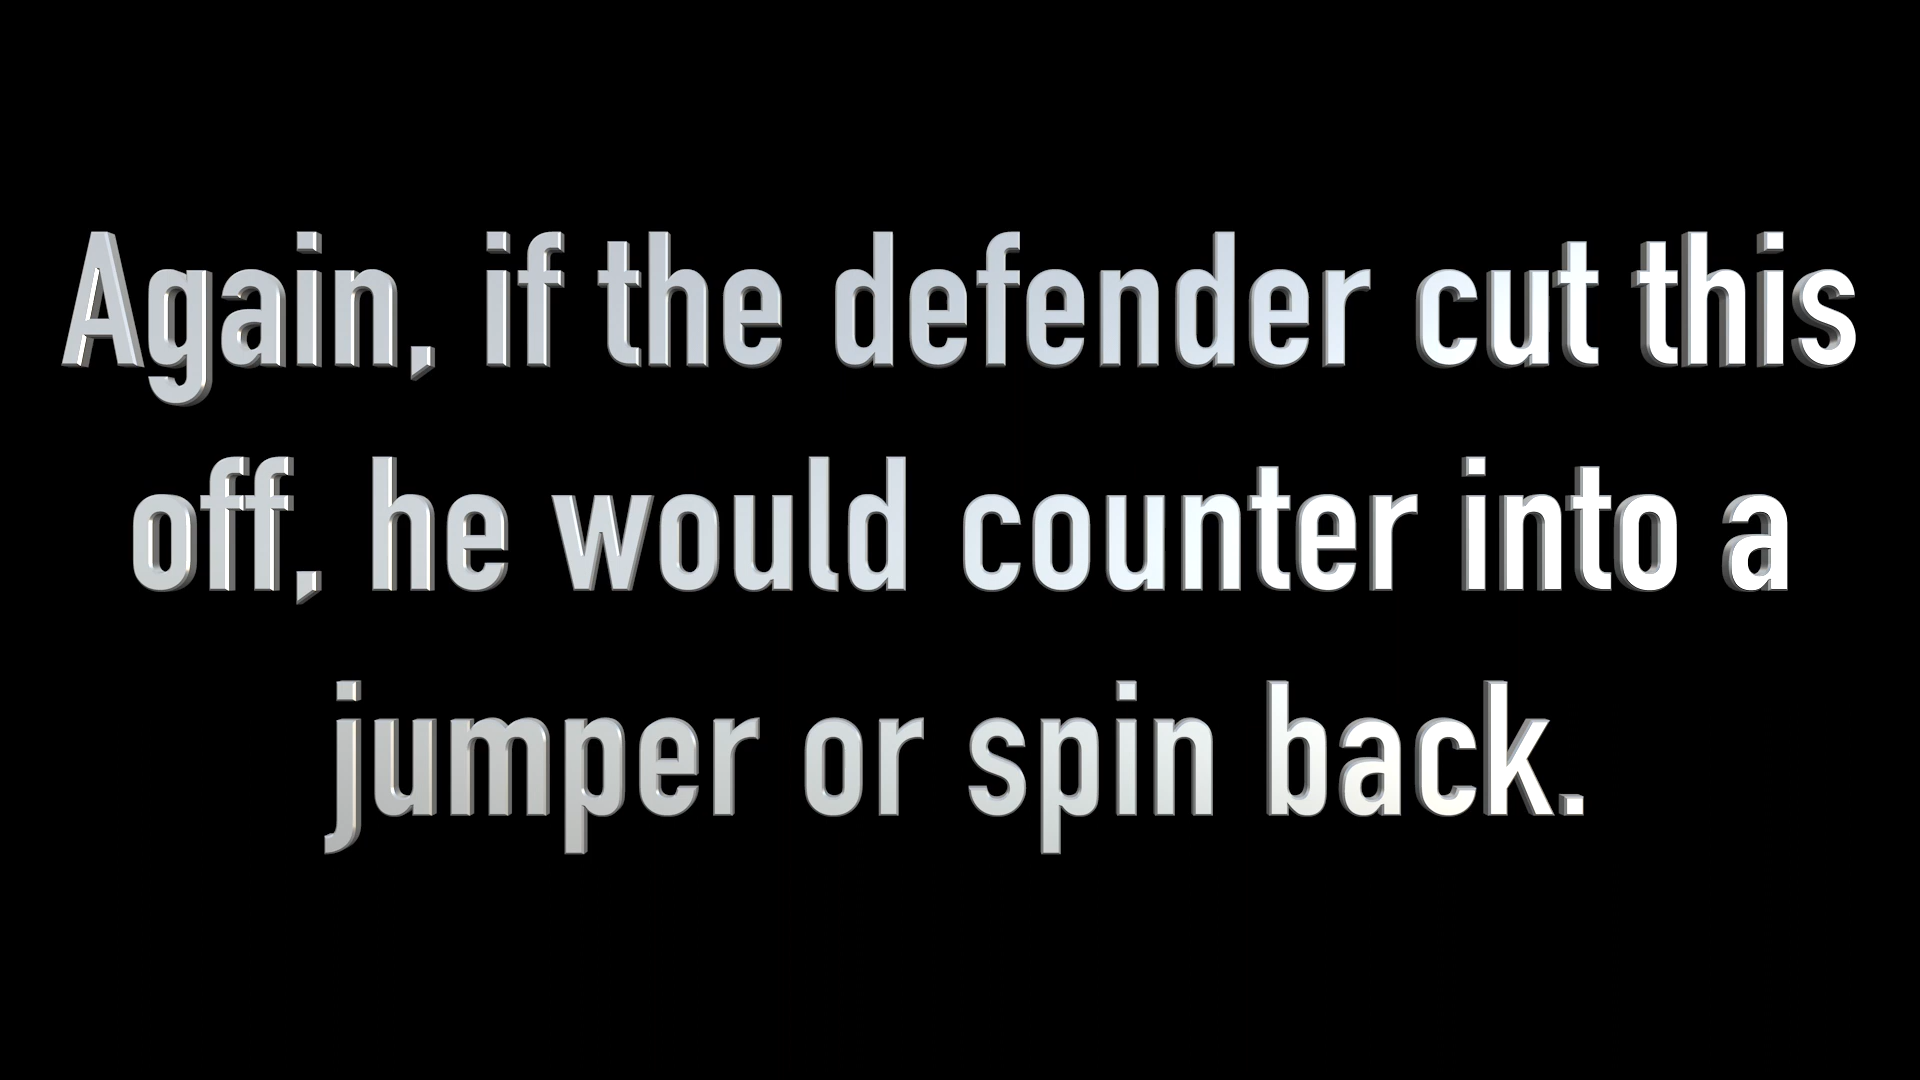 Again, if the defender cut this
off, he would counter into a
jumper or spin back.